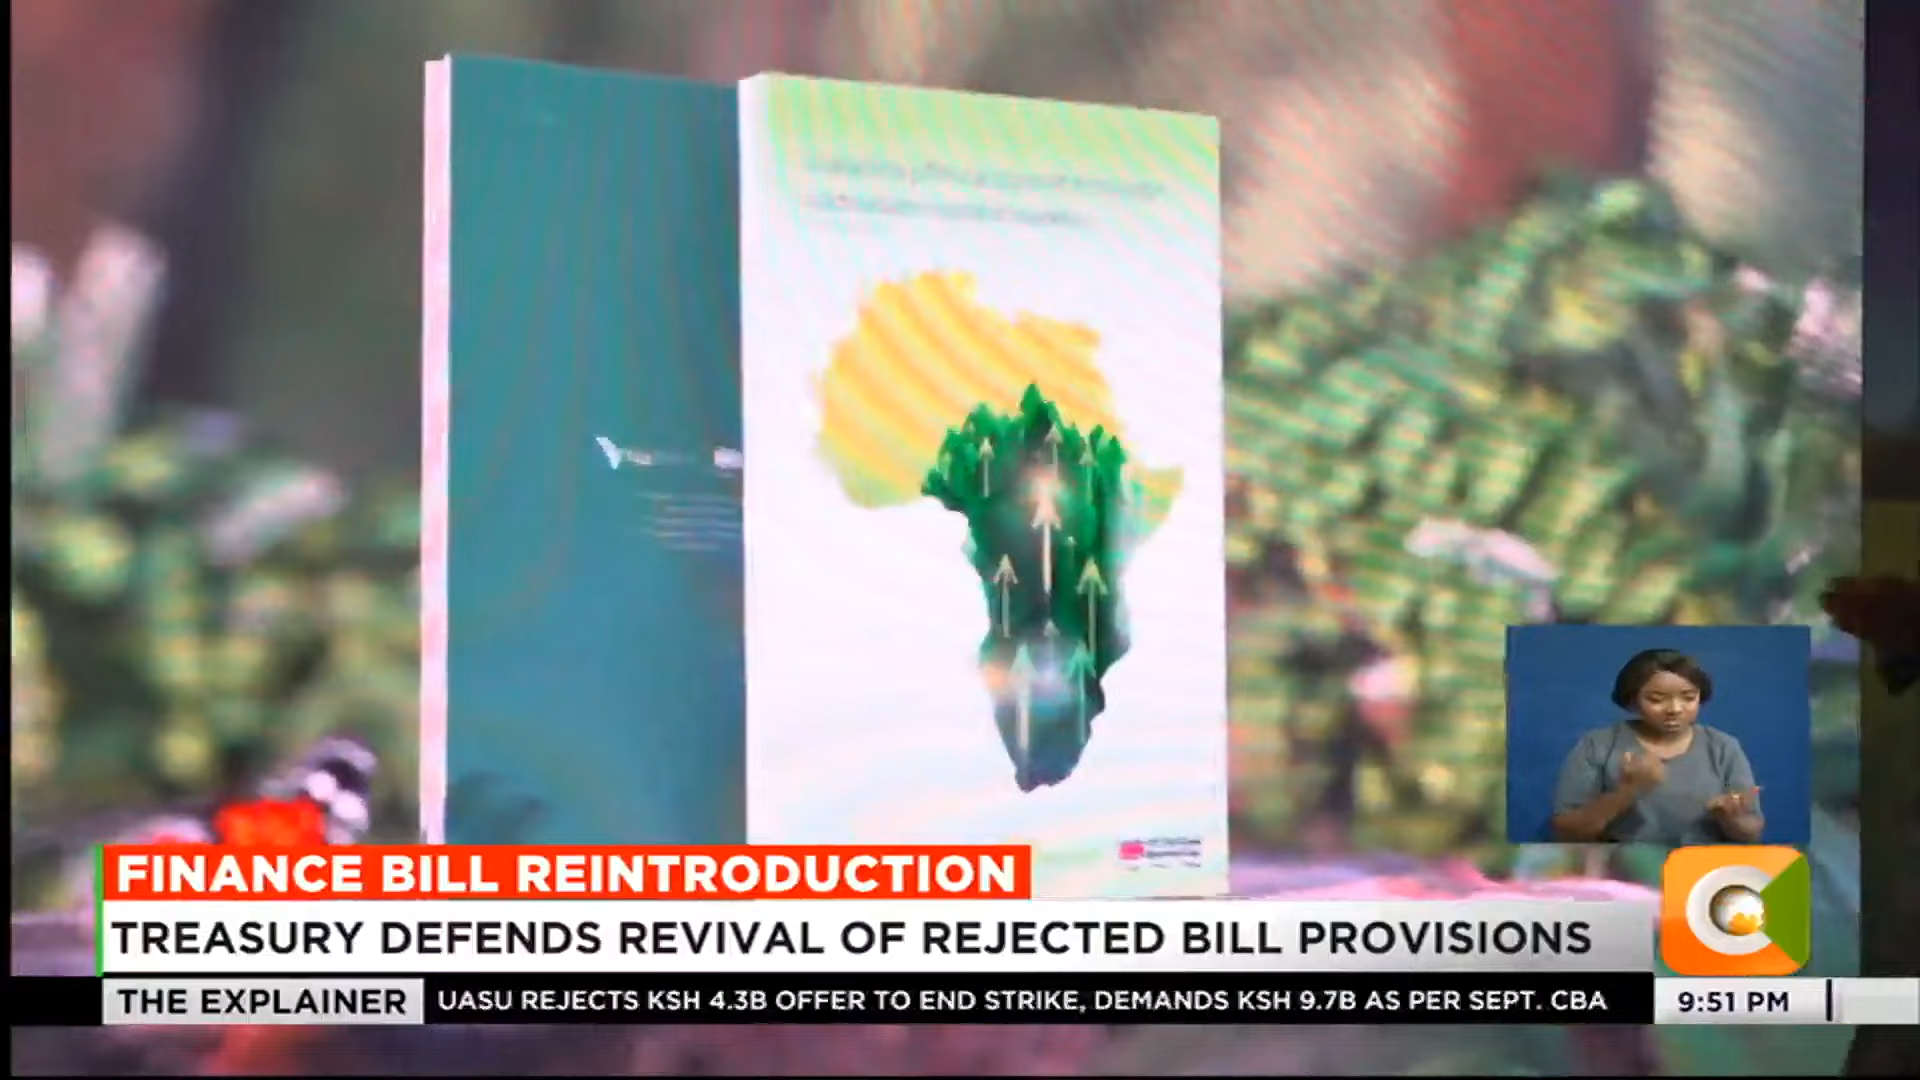 FINANCE BILL REINTRODUCTION
TREASURY DEFENDS REVIVAL OF REJECTED BILL PROVISIONS
THE EXPLAINER
UASU REJECTS KSH 4.3B OFFER TO END STRIKE, DEMANDS KSH 9.7B AS PER SEPT. CBA
9:51 PM